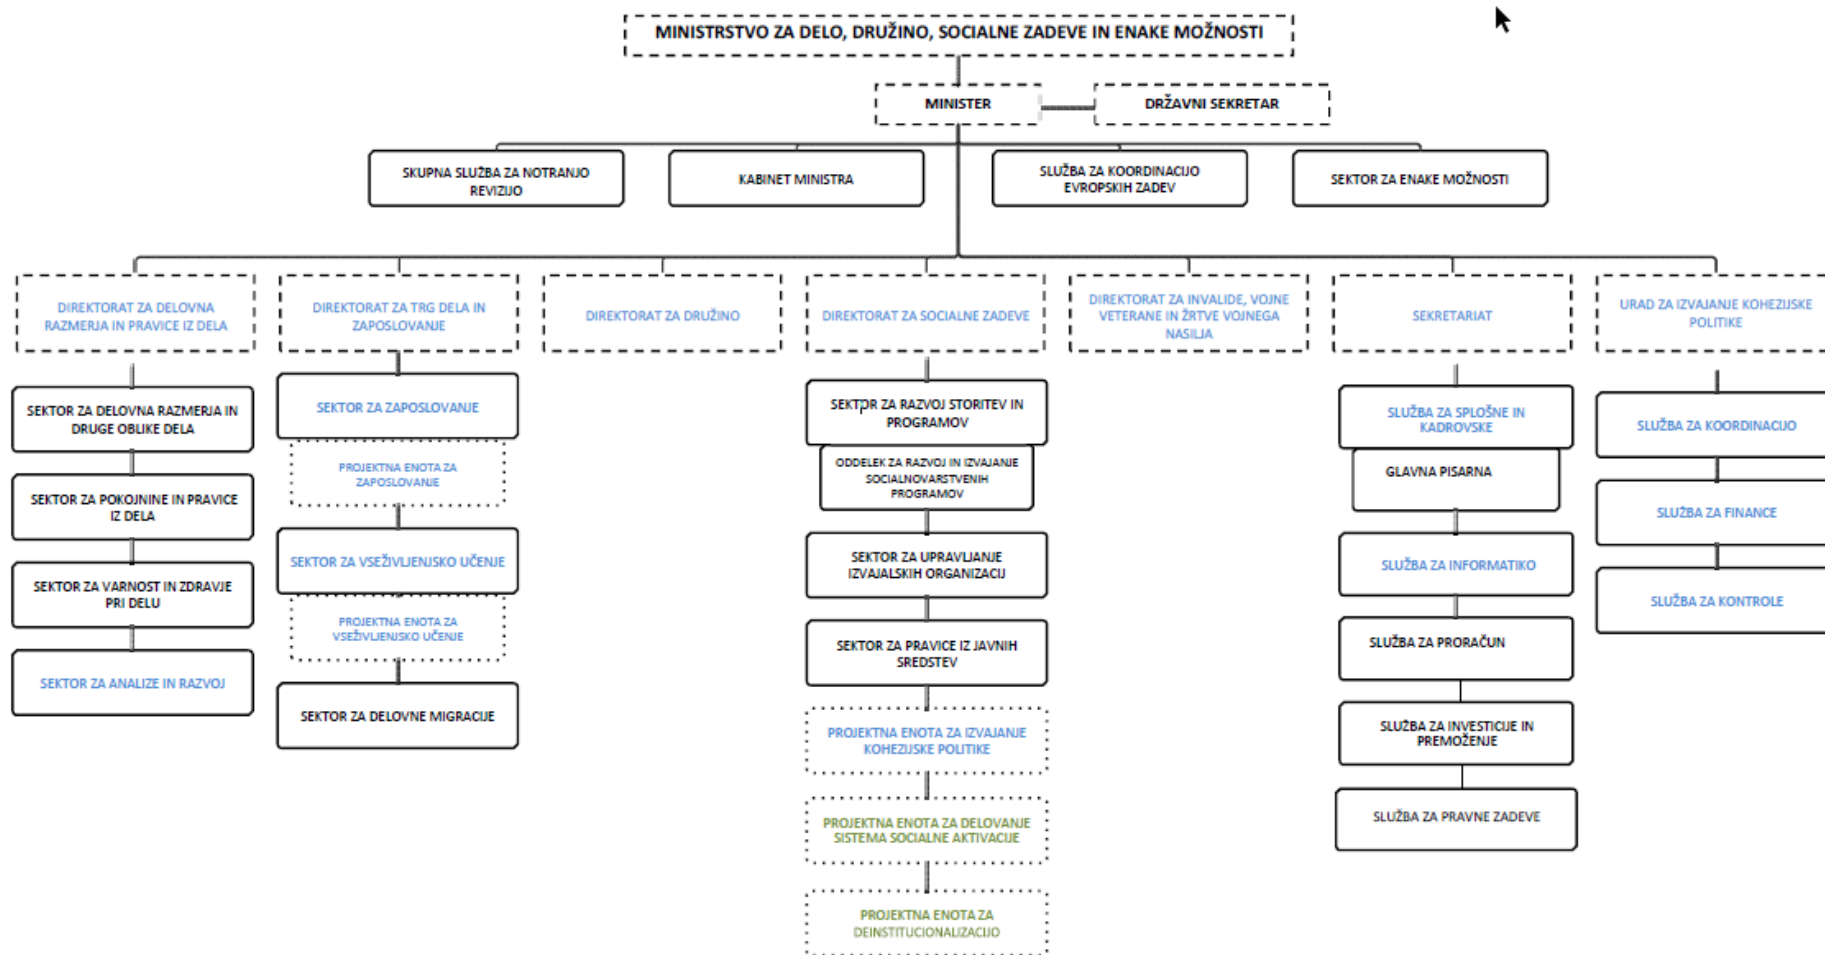 MINISTRSTVO ZA DELO, DRUŽINO, SOCIALNE ZADEVE IN ENAKE MOŽNOSTI
MINISTER
DRŽAVNI SEKRETAR
SKUPNA SLUŽBA ZA NOTRANJO
REVIZIJO
KABINET MINISTRA
SLUŽBA ZA KOORDINACIJO
EVROPSKIH ZADEV
SEKTOR ZA ENAKE MOŽNOSTI
DIREKTORAT ZA DELOVNA
RAZMERJA IN PRAVICE IZ DELA
SEKTOR ZA DELOVNA RAZMERJA IN
DRUGE OBLIKE DELA
SEKTOR ZA POKOJNINE IN PRAVICE
IZ DELA
SEKTOR ZA VARNOST IN ZDRAVJE
PRI DELU
SEKTOR ZA ANALIZE IN RAZVOJ
DIREKTORAT ZA TRG DELA IN
ZAPOSLOVANJE
SEKTOR ZA ZAPOSLOVANJE
PROJEKTNA ENOTA ZA
ZAPOSLOVANJE
SEKTOR ZA VSEŽIVLJENJSKO UČENJE
PROJEKTNA ENOTA ZA
VSEŽIVLJENJSKO UČENJE
SEKTOR ZA DELOVNE MIGRACIJE
DIREKTORAT ZA DRUŽINO
DIREKTORAT ZA SOCIALNE ZADEVE
SEKTOR ZA RAZVOJ STORITEV IN
PROGRAMOV
ODDELEK ZA RAZVOJ IN IZVAJANJE
SOCIALNOVARSTVENIH
PROGRAMOV
SEKTOR ZA UPRAVLJANJE
IZVAJALSKIH ORGANIZACIJ
SEKTOR ZA PRAVICE IZ JAVNIH
SREDSTEV
PROJEKTNA ENOTA ZA IZVAJANJE
KOHEZIJSKE POLITIKE
PROJEKTNA ENOTA ZA DELOVANJE
SISTEMA SOCIALNE AKTIVACIJE
PROJEKTNA ENOTA ZA
DEINSTITUCIONALIZACIJO
DIREKTORAT ZA INVALIDE, VOJNE
VETERANE IN ŽRTVE VOJNEGA
NASILJA
SEKRETARIAT
SLUŽBA ZA SPLOŠNE IN
KADROVSKE
GLAVNA PISARNA
SLUŽBA ZA INFORMATIKO
SLUŽBA ZA PRORAČUN
SLUŽBA ZA INVESTICIJE IN
PREMOŽENJE
SLUŽBA ZA PRAVNE ZADEVE
URAD ZA IZVAJANJE KOHEZIJSKE
POLITIKE
SLUŽBA ZA KOORDINACIJO
SLUŽBA ZA FINANCE
SLUŽBA ZA KONTROLE